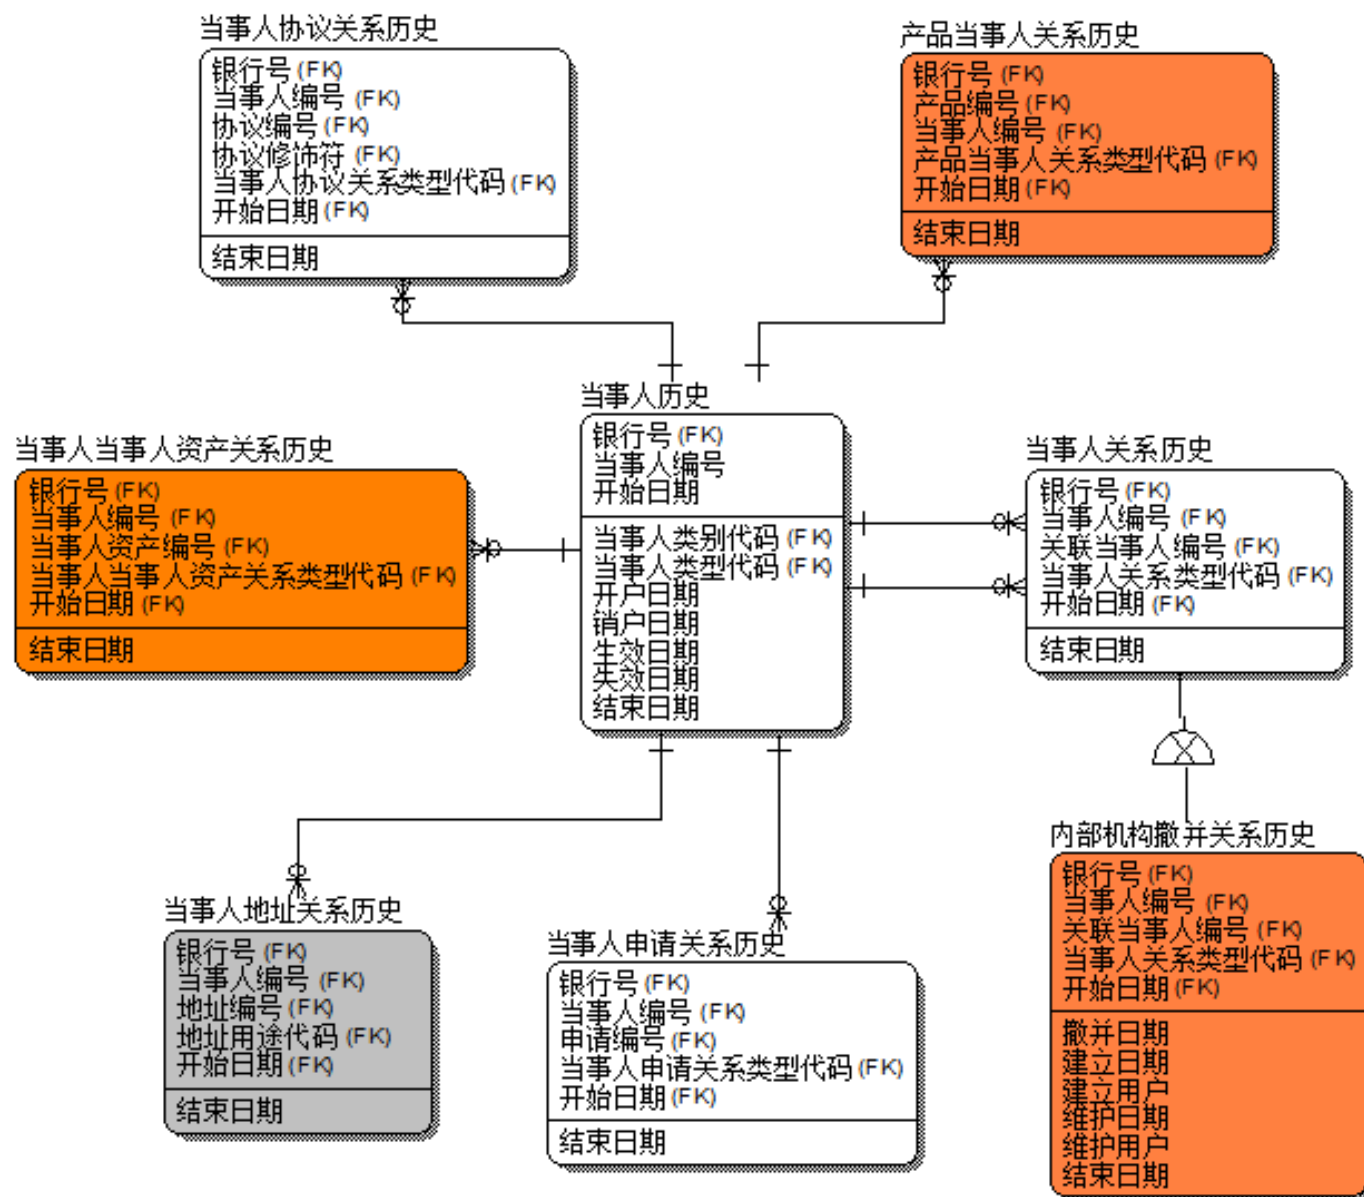 当事人协议关系历史
银行号 (FK)
当事人编号 (FK)
协议编号 (FK)
协议修饰符 (FK)
当事人协议关系类型代码 (FK)
开始日期 (FK)
结束日期
产品当事人关系历史
银行号 (FK)
产品编号 (FK)
当事人编号 (FK)
产品当事人关系类型代码 (FK)
开始日期 (FK)
结束日期
当事人当事人资产关系历史
银行号 (FK)
当事人编号 (FK)
当事人资产编号 (FK)
当事人当事人资产关系类型代码 (FK)
开始日期 (FK)
结束日期
当事人历史
银行号 (FK)
当事人编号
开始日期
当事人类别代码 (FK)
当事人类型代码 (FK)
开户日期
销户日期
生效日期
失效日期
结束日期
当事人关系历史
银行号 (FK)
当事人编号 (FK)
关联当事人编号 (FK)
当事人关系类型代码 (FK)
开始日期 (FK)
结束日期
当事人地址关系历史
银行号 (FK)
当事人编号 (FK)
地址编号 (FK)
地址用途代码 (FK)
开始日期 (FK)
结束日期
当事人申请关系历史
银行号 (FK)
当事人编号 (FK)
申请编号 (FK)
当事人申请关系类型代码 (FK)
开始日期 (FK)
结束日期
内部机构撤并关系历史
银行号 (FK)
当事人编号 (FK)
关联当事人编号 (FK)
当事人关系类型代码 (FK)
开始日期 (FK)
撤并日期
建立日期
建立用户
维护日期
维护用户
结束日期